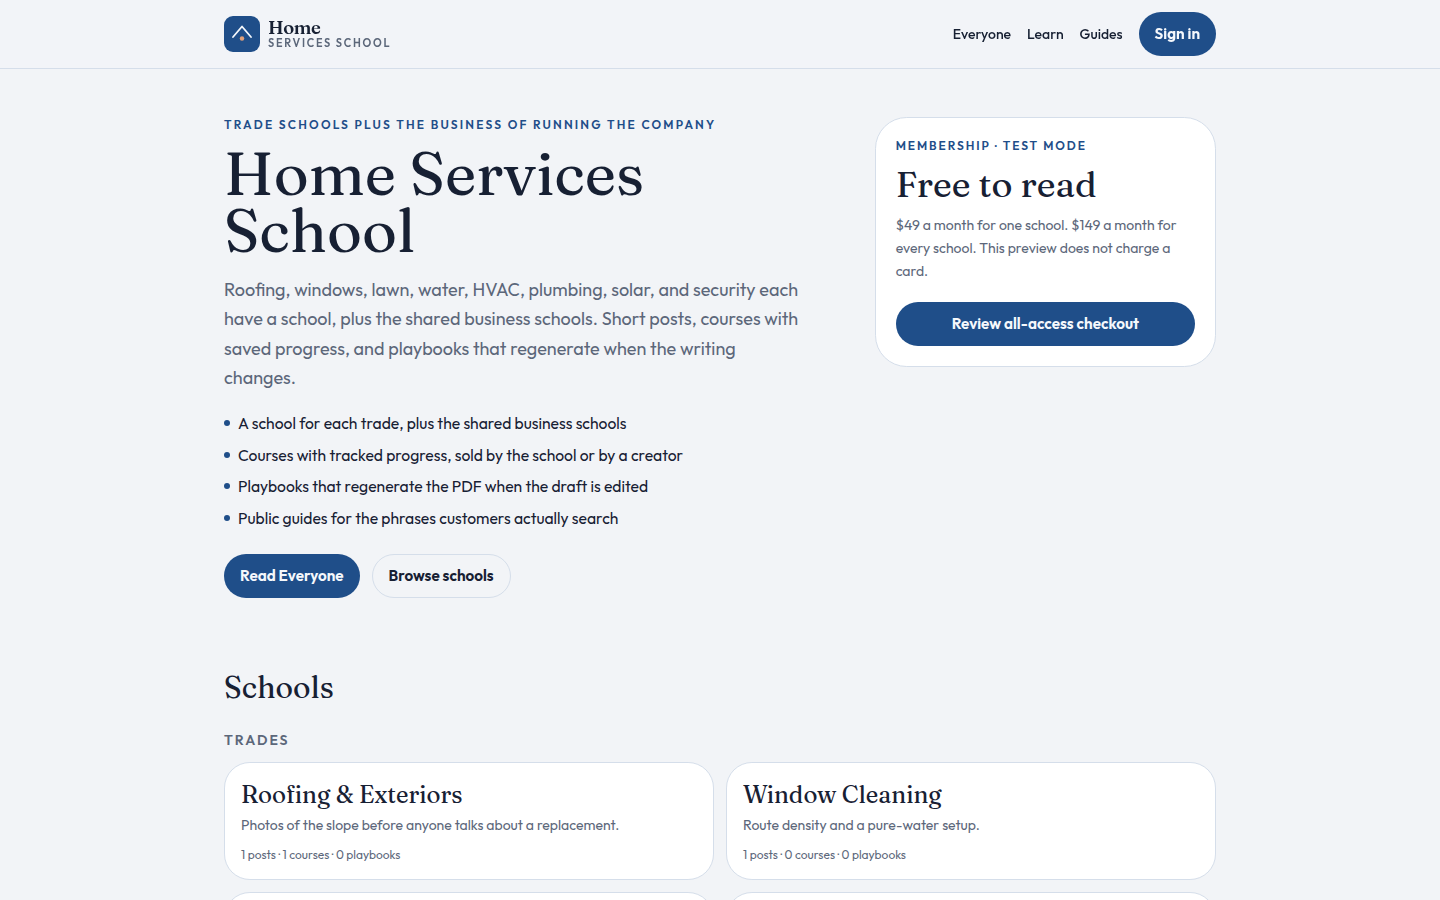 Home
SERVICES SCHOOL
Everyone
Learn
Guides
Sign in
TRADE SCHOOLS PLUS THE BUSINESS OF RUNNING THE COMPANY
Home Services
School
Roofing, windows, lawn, water, HVAC, plumbing, solar, and security each
have a school, plus the shared business schools. Short posts, courses with
saved progress, and playbooks that regenerate when the writing
changes.
A school for each trade, plus the shared business schools
Courses with tracked progress, sold by the school or by a creator
Playbooks that regenerate the PDF when the draft is edited
Public guides for the phrases customers actually search
Read Everyone
Browse schools
MEMBERSHIP · TEST MODE
Free to read
$49 a month for one school. $149 a month for
every school. This preview does not charge a
card.
Review all-access checkout
Schools
TRADES
Roofing & Exteriors
Photos of the slope before anyone talks about a replacement.
1 posts · 1 courses · 0 playbooks
Window Cleaning
Route density and a pure-water setup.
1 posts · 0 courses · 0 playbooks